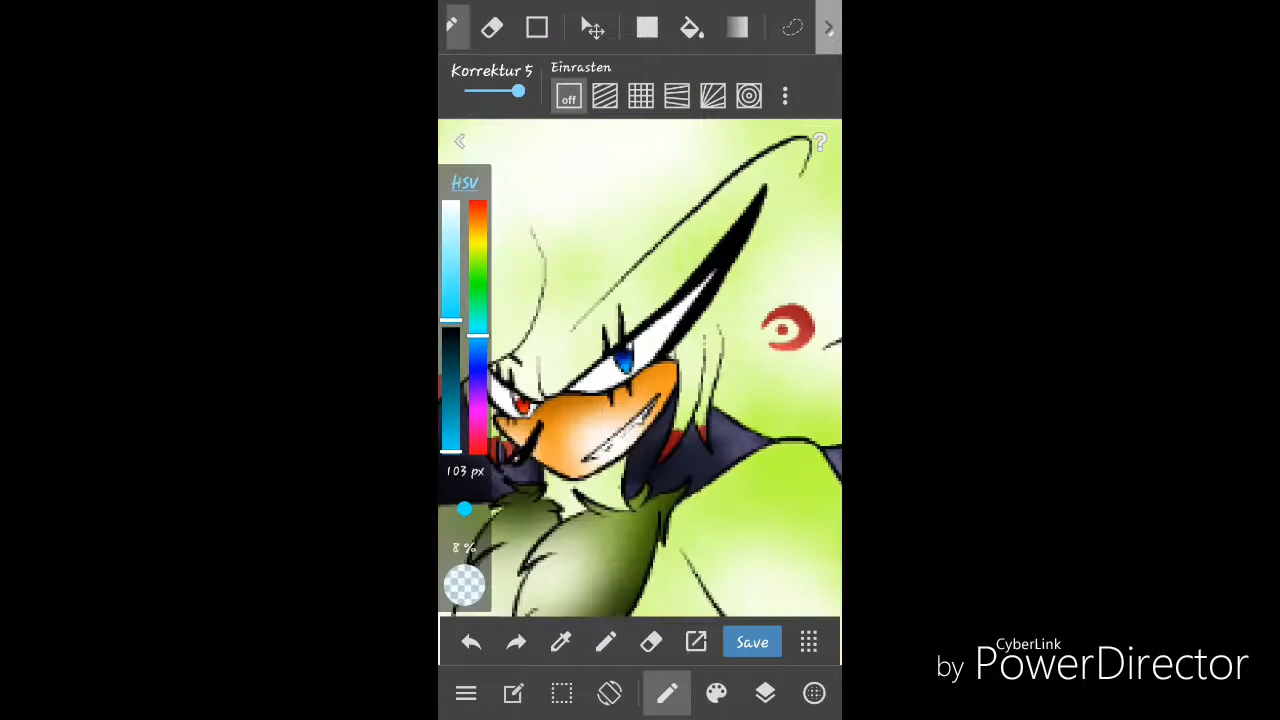 Korrektur 5
Einrasten
off
?
HSV
103 px
8 %
Save
CyberLink
by PowerDirector